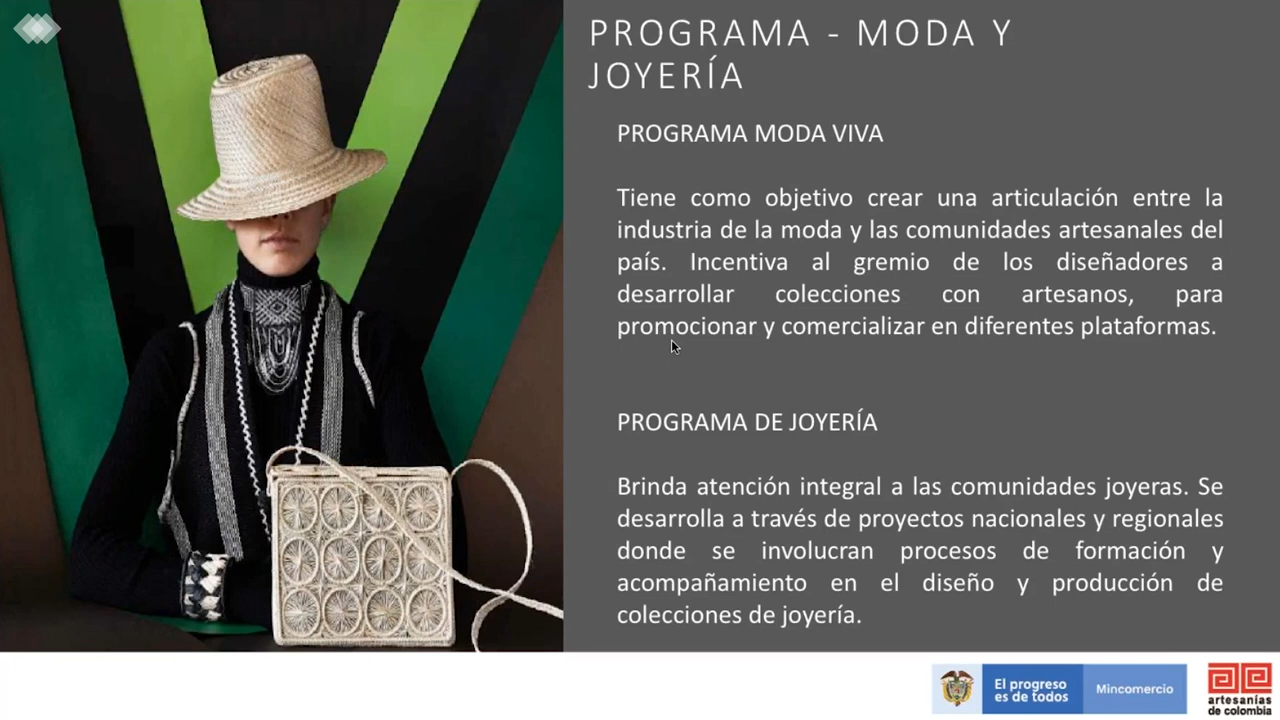 PROGRAMA - MODA Y
JOYERÍA
PROGRAMA MODA VIVA
Tiene como objetivo crear una articulación entre la
industria de la moda y las comunidades artesanales del
país. Incentiva al gremio de los diseñadores a
desarrollar colecciones con artesanos, para
promocionar y comercializar en diferentes plataformas.
PROGRAMA DE JOYERÍA
Brinda atención integral a las comunidades joyeras. Se
desarrolla a través de proyectos nacionales y regionales
donde se involucran procesos de formación y
acompañamiento en el diseño y producción de
colecciones de joyería.
El progreso
es de todos
Mincomercio
artesanías
de colombia